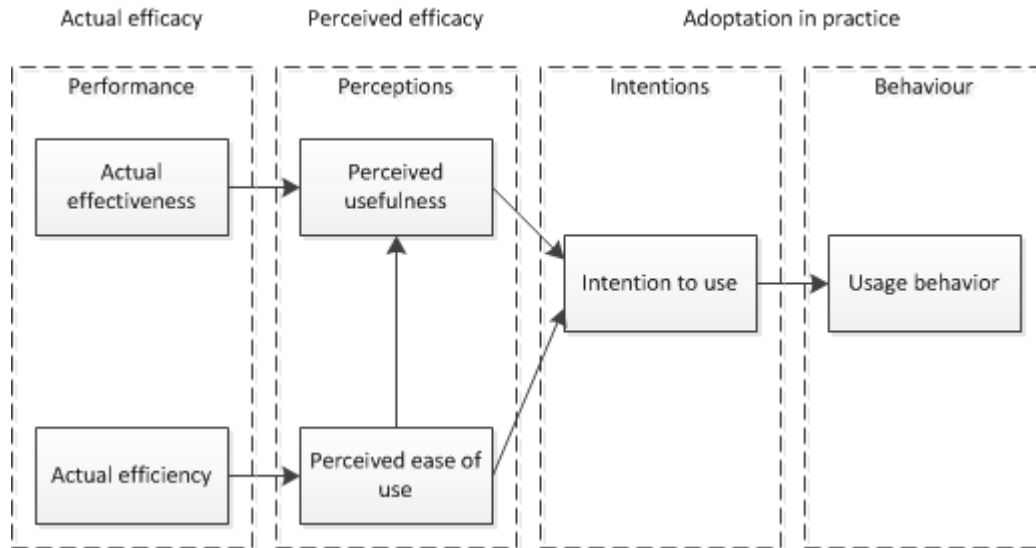 Actual efficacy
Perceived efficacy
Adoptation in practice
Performance
Perceptions
Intentions
Behaviour
Actual
effectiveness
Perceived
usefulness
Intention to use
Usage behavior
Actual efficiency
Perceived ease of
use